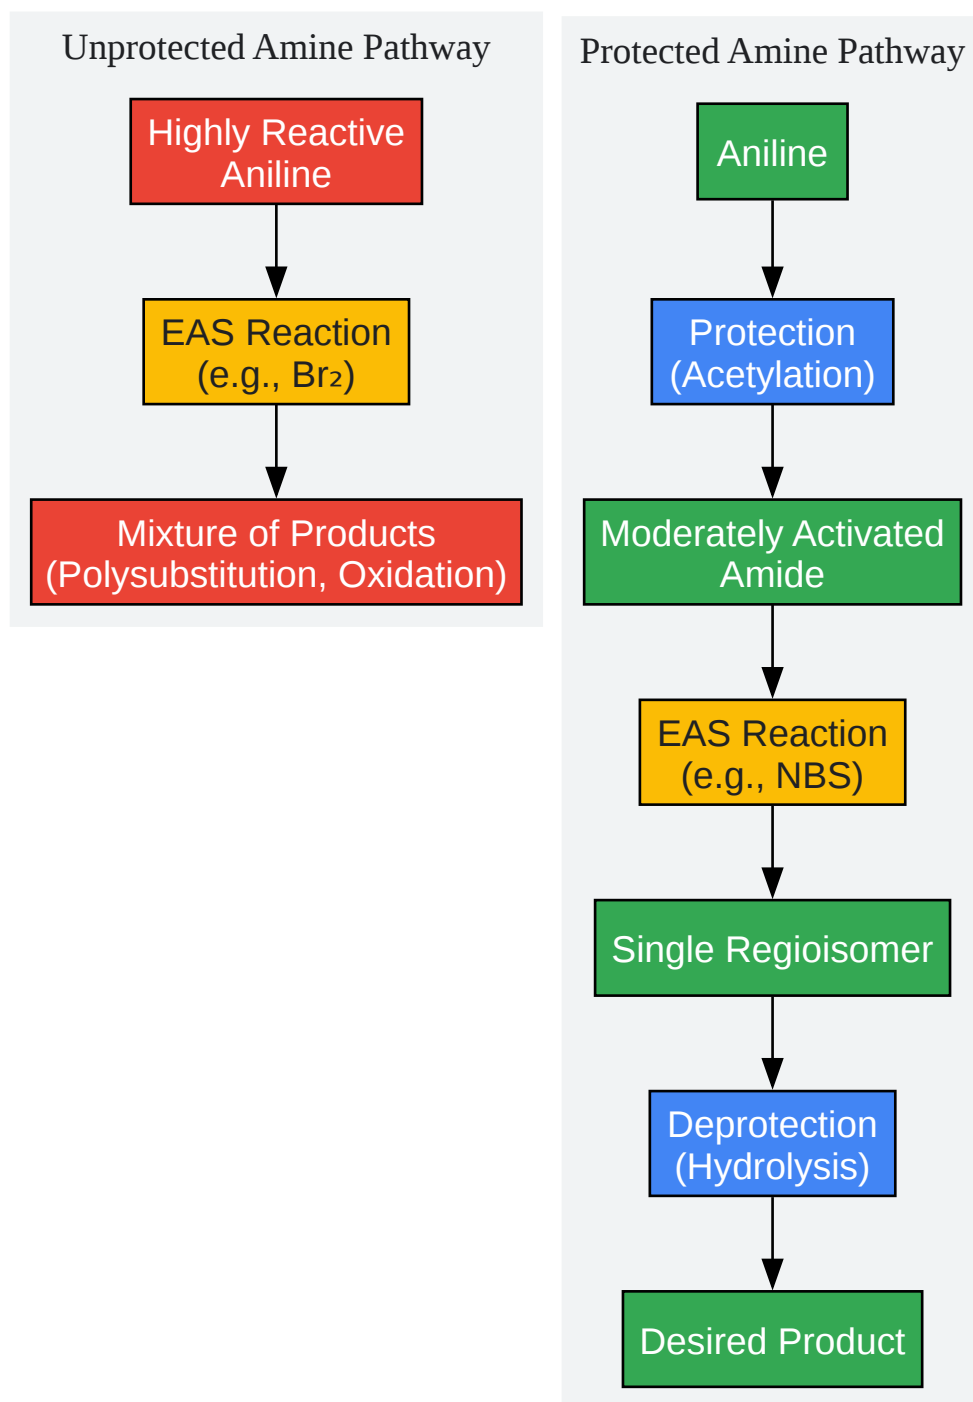 Unprotected Amine Pathway
Highly Reactive
Aniline
EAS Reaction
(e.g., Br₂)
Mixture of Products
(Polysubstitution, Oxidation)
Protected Amine Pathway
Aniline
Protection
(Acetylation)
Moderately Activated
Amide
EAS Reaction
(e.g., NBS)
Single Regioisomer
Deprotection
(Hydrolysis)
Desired Product